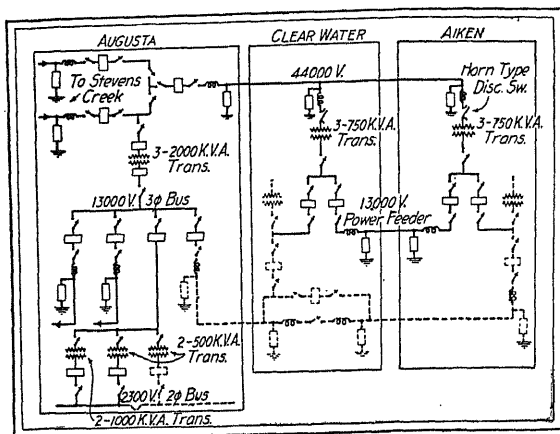 AUGUSTA
CLEAR WATER
AIKEN
To Stevens
Creek
44000 V.
Horn Type
Disc. Sw.
3-750 K.V.A.
Trans.
3-750 K.V.A.
Trans.
3-2000 K.V.A.
Trans.
13000 V. 3ϕ Bus
13,000 V.
Power Feeder
2-500 K.V.A.
Trans.
2300 V. 2ϕ Bus
2-1000 K.V.A. Trans.